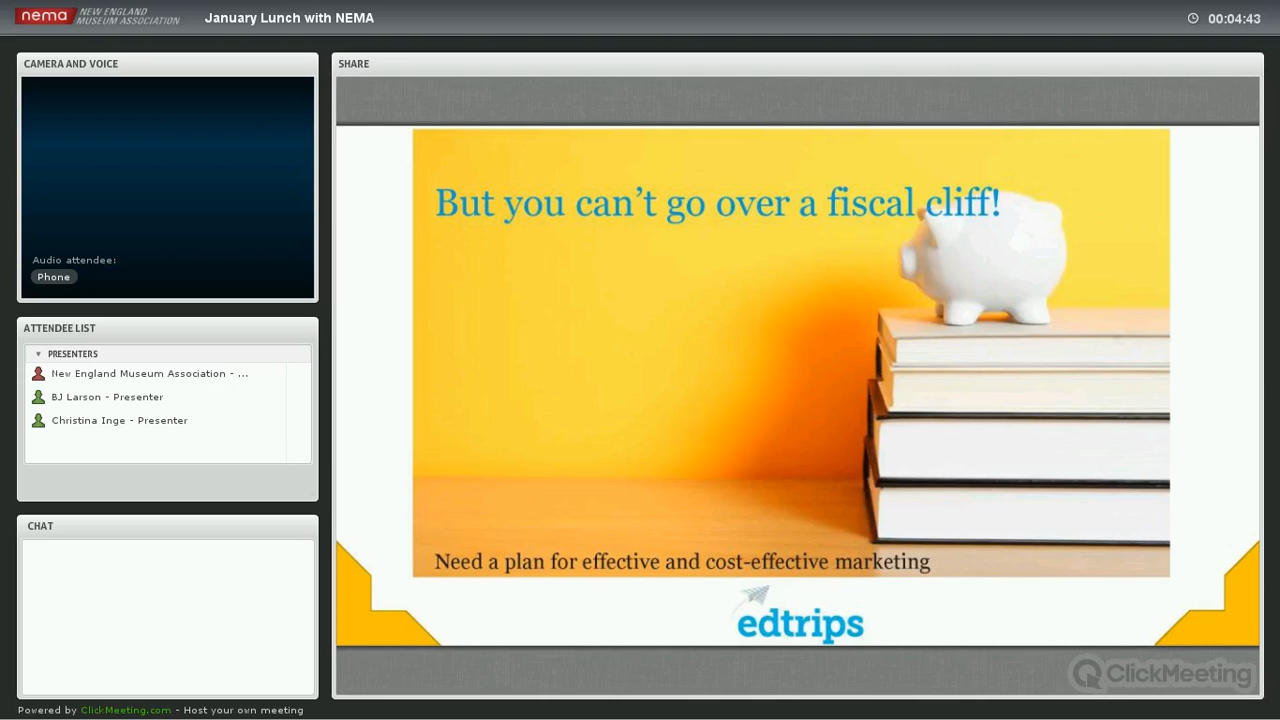 nema NEW ENGLAND
MUSEUM ASSOCIATION
January Lunch with NEMA
00:04:43
CAMERA AND VOICE
Audio attendee:
Phone
ATTENDEE LIST
PRESENTERS
New England Museum Association - ...
BJ Larson - Presenter
Christina Inge - Presenter
CHAT
SHARE
But you can’t go over a fiscal cliff!
Need a plan for effective and cost-effective marketing
edtrips
ClickMeeting
Powered by ClickMeeting.com - Host your own meeting